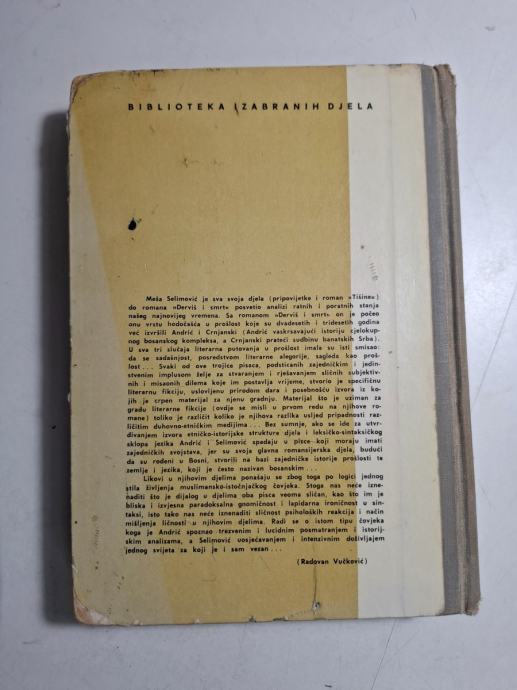 BIBLIOTEKA IZABRANIH DJELA
Meša Selimović je sva svoja djela (pripovijetke i roman »Tišine«)
do romana »Derviš i smrt« posvetio analizi ratnih i poratnih stanja
našeg najnovijeg vremena. Sa romanom »Derviš i smrt« on je počeo
onu vrstu hodočašća u prošlost koje su dvadesetih i tridesetih godina
već izvršili Andrić i Crnjanski (Andrić vaskrsavajući istoriju cjelokup-
nog bosanskog kompleksa, a Crnjanski prateći sudbinu banatskih Srba).
U sva tri slučaja literarna putovanja u prošlost imala su isti smisao:
da se sadašnjost, posredstvom literarne alegorije, sagleda kao proš-
lost... Svaki od ove trojice pisaca, podsticanih zajedničkim i jedin-
stvenim impulsom želje za stvaranjem i rješavanjem sličnih subjektiv-
nih i misaonih dilema koje im postavlja vrijeme, stvorio je specifičnu
literarnu fikciju, uslovljenu prirodom dara i posebnošću izvora iz ko-
jih je crpen materijal za njenu gradnju. Materijal što je uziman za
građu literarne fikcije (ovdje se misli u prvom redu na njihove ro-
mane) toliko je različit koliko je njihova razlika usljed pripadnosti raz-
ličitim duhovno-etničkim medijima... Bez sumnje, ako se ide za utvr-
đivanjem izvora etničko-istorijske strukture djela i leksičko-sintaksičkog
sklopa jezika Andrić i Selimović spadaju u pisce koji moraju imati
zajedničkih svojstava, jer su svoja glavna romansijerska djela, budući
da su rođeni u Bosni, stvorili na bazi zajedničke istorije prošlosti te
zemlje i jezika, koji je često nazivan bosanskim...
Likovi u njihovim djelima ponašaju se zbog toga po logici jednog
stila življenja muslimansko-istočnjačkog čovjeka. Stoga nas neće izne-
naditi što je dijalog u djelima oba pisca veoma sličan, kao što im je
bliska i izvjesna paradoksalna gnomičnost i lapidarna ironičnost u sin-
taksi, isto tako nas neće iznenaditi sličnost psiholoških reakcija i način
mišljenja ličnosti u njihovim djelima. Radi se o istom tipu čovjeka
koga je Andrić spoznao trezvenim i lucidnim posmatranjem i istorij-
skim analizama, a Selimović uosjećavanjem i intenzivnim doživljajem
jednog svijeta za koji je i sam vezan...
(Radovan Vučković)